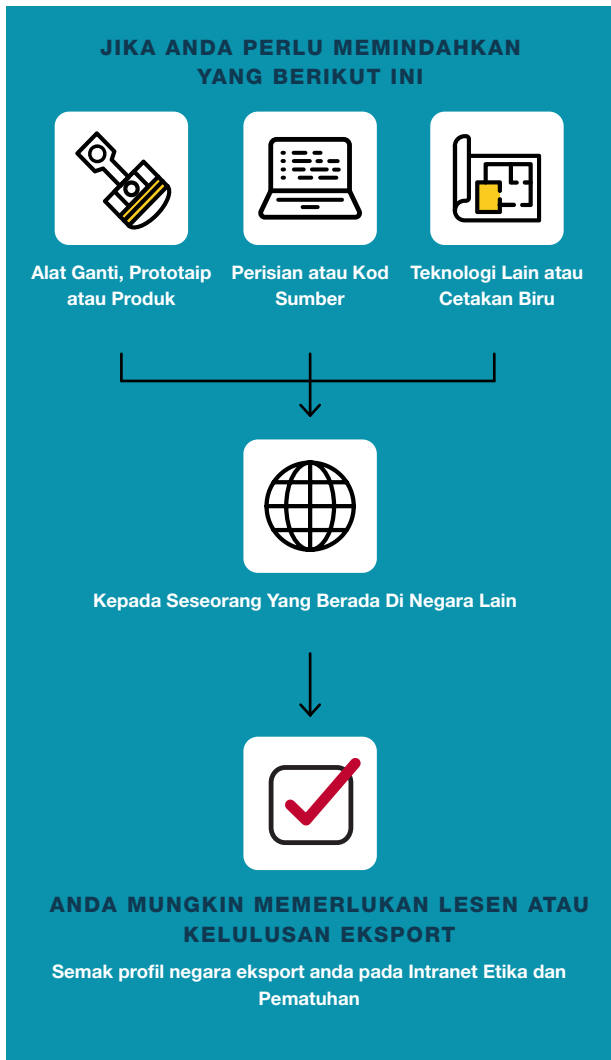 JIKA ANDA PERLU MEMINDAHKAN
YANG BERIKUT INI
Alat Ganti, Prototaip
atau Produk
Perisian atau Kod
Sumber
Teknologi Lain atau
Cetakan Biru
Kepada Seseorang Yang Berada Di Negara Lain
ANDA MUNGKIN MEMERLUKAN LESEN ATAU
KELULUSAN EKSPORT
Semak profil negara eksport anda pada Intranet Etika dan
Pematuhan